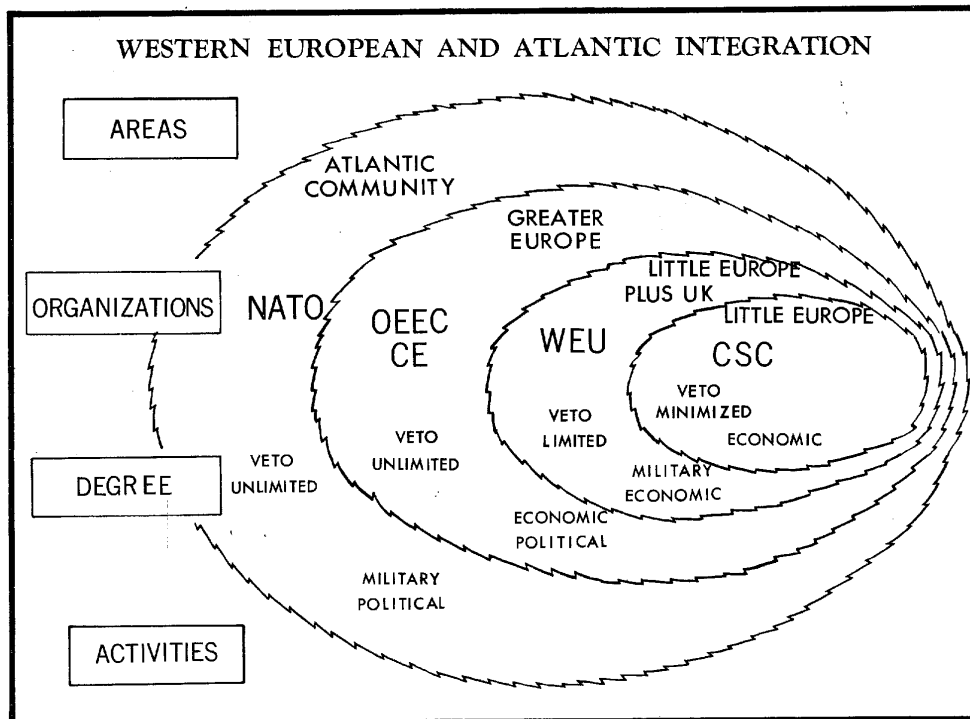 WESTERN EUROPEAN AND ATLANTIC INTEGRATION
AREAS
ATLANTIC
COMMUNITY
GREATER
EUROPE
LITTLE EUROPE
PLUS UK
LITTLE EUROPE
ORGANIZATIONS
NATO
OEEC
CE
WEU
CSC
DEGREE
VETO
UNLIMITED
VETO
UNLIMITED
VETO
LIMITED
VETO
MINIMIZED
ACTIVITIES
MILITARY
POLITICAL
ECONOMIC
POLITICAL
MILITARY
ECONOMIC
ECONOMIC